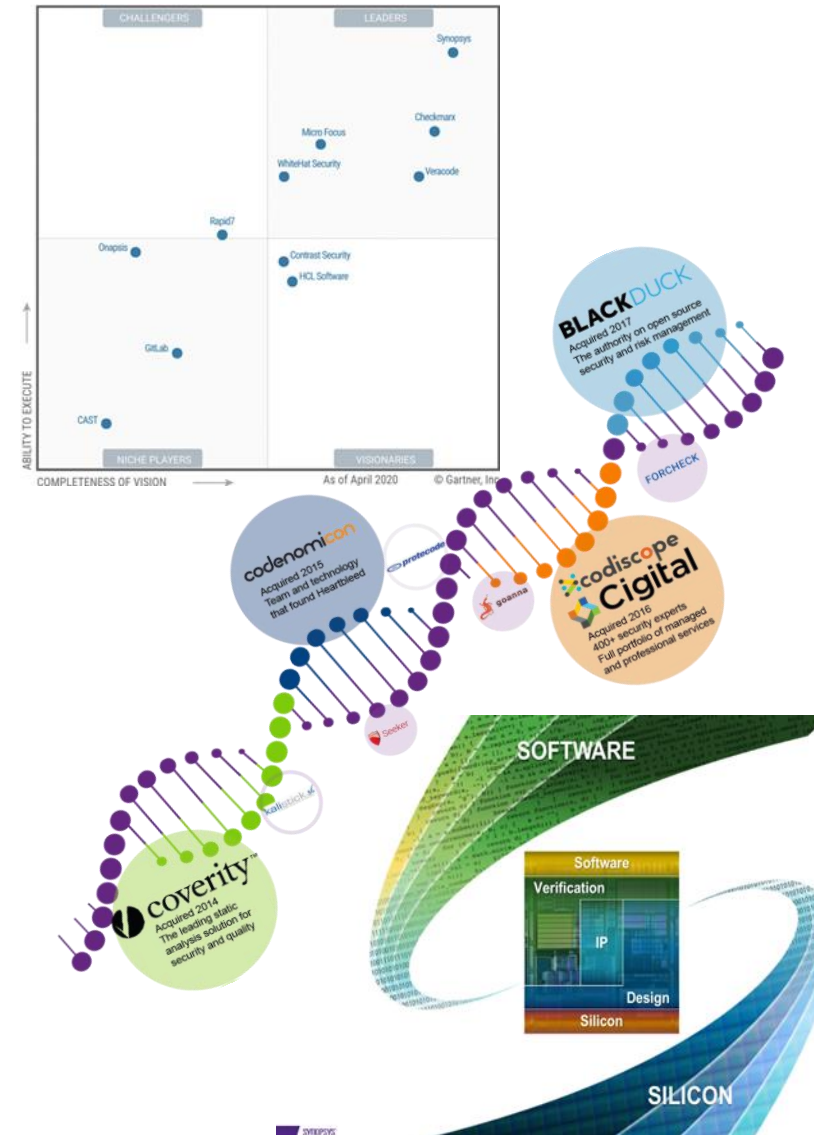 CHALLENGERS
LEADERS
Synopsys
Checkmarx
Micro Focus
WhiteHat Security
Veracode
Rapid7
Onapsis
Contrast Security
HCL Software
GitLab
CAST
ABILITY TO EXECUTE
NICHE PLAYERS
VISIONARIES
COMPLETENESS OF VISION
As of April 2020
© Gartner, Inc
BLACKDUCK
Acquired 2017
The authority on open source
security and risk management
FORCHECK
codenomicon
Acquired 2015
Team and technology
that found Heartbleed
protecode
goanna
codiscope
Cigital
Acquired 2016
400+ security experts
Full portfolio of managed
and professional services
Seeker
kalistick
coverity™
Acquired 2014
The leading static
analysis solution for
security and quality
SOFTWARE
Software
Verification
IP
Design
Silicon
SILICON
SYNOPSYS